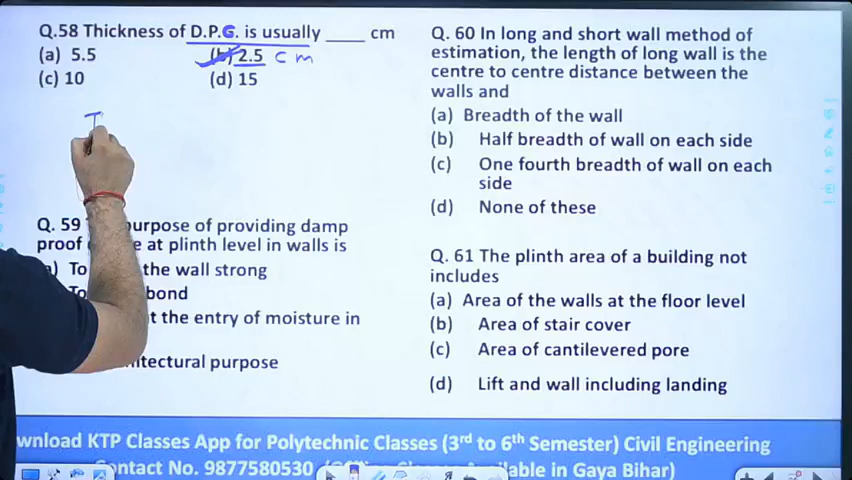 Q.58 Thickness of D.P.G. is usually ____ cm
(a) 5.5 (b) 2.5 cm
(c) 10 (d) 15
T
Q. 59 urpose of providing damp
proof e at plinth level in walls is
) To the wall strong
To bond
t the entry of moisture in
itectural purpose
Q. 60 In long and short wall method of
estimation, the length of long wall is the
centre to centre distance between the
walls and
(a) Breadth of the wall
(b) Half breadth of wall on each side
(c) One fourth breadth of wall on each
side
(d) None of these
Q. 61 The plinth area of a building not
includes
(a) Area of the walls at the floor level
(b) Area of stair cover
(c) Area of cantilevered pore
(d) Lift and wall including landing
wnload KTP Classes App for Polytechnic Classes (3rd to 6th Semester) Civil Engineering
ontact No. 9877580530 ilable in Gaya Bihar)